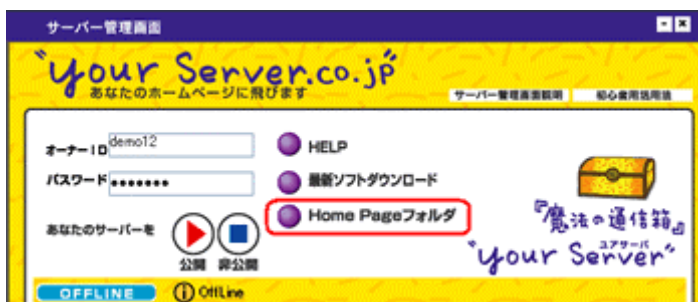 サーバー管理画面
"your Server.co.jp"
あなたのホームページに飛びます
サーバー管理画面説明
初心者用活用法
オーナーID
demo12
HELP
パスワード
最新ソフトダウンロード
Home Pageフォルダ
あなたのサーバーを
公開
非公開
『魔法の通信箱』
ユアサーバ
"your Server"
OFFLINE
OffLine